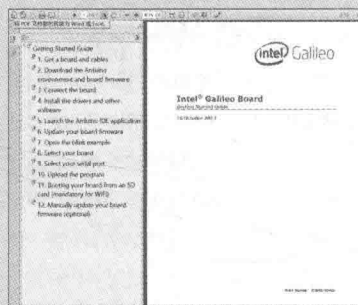 Getting Started Guide
1. Get a board and cables
2. Download the Arduino
environment and board firmware
3. Connect the board
4. Install the drivers and other
software
5. Launch the Arduino IDE application
6. Update your board firmware
7. Open the blink example
8. Select your board
9. Select your serial port
10. Upload the program
11. Booting your board from an SD
card (mandatory for WiFi)
12. Manually update your board
firmware (optional)
intel Galileo
Intel® Galileo Board
Getting Started Guide